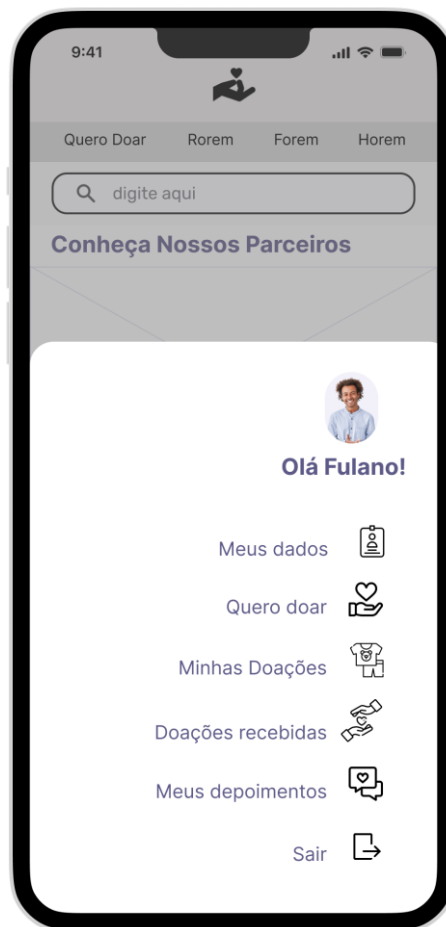 9:41
Quero Doar Rorem Forem Horem
digite aqui
Conheça Nossos Parceiros
Olá Fulano!
Meus dados
Quero doar
Minhas Doações
Doações recebidas
Meus depoimentos
Sair